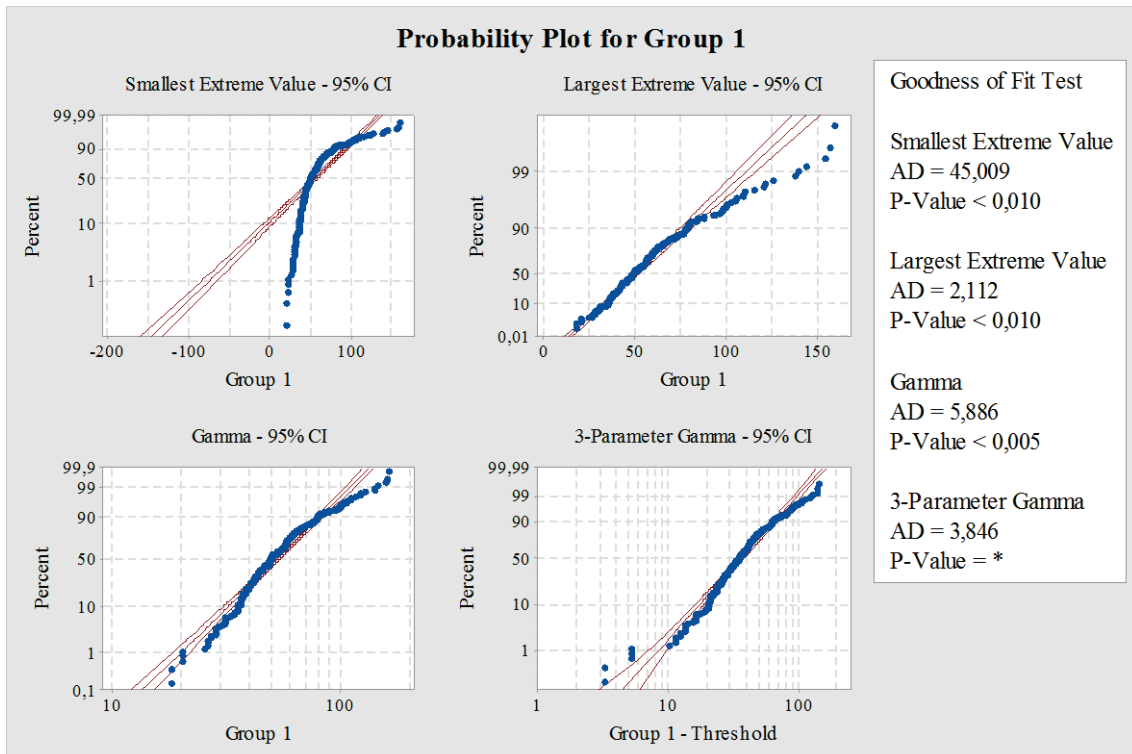 Probability Plot for Group 1
Smallest Extreme Value - 95% CI
99,99
90
50
10
1
Percent
-200
-100
0
100
Group 1
Largest Extreme Value - 95% CI
99
90
50
10
0,01
Percent
0
50
100
150
Group 1
Gamma - 95% CI
99,9
99
90
50
10
1
0,1
Percent
10
100
Group 1
3-Parameter Gamma - 95% CI
99,99
99
90
50
10
1
Percent
1
10
100
Group 1 - Threshold
Goodness of Fit Test
Smallest Extreme Value
AD = 45,009
P-Value < 0,010
Largest Extreme Value
AD = 2,112
P-Value < 0,010
Gamma
AD = 5,886
P-Value < 0,005
3-Parameter Gamma
AD = 3,846
P-Value = *